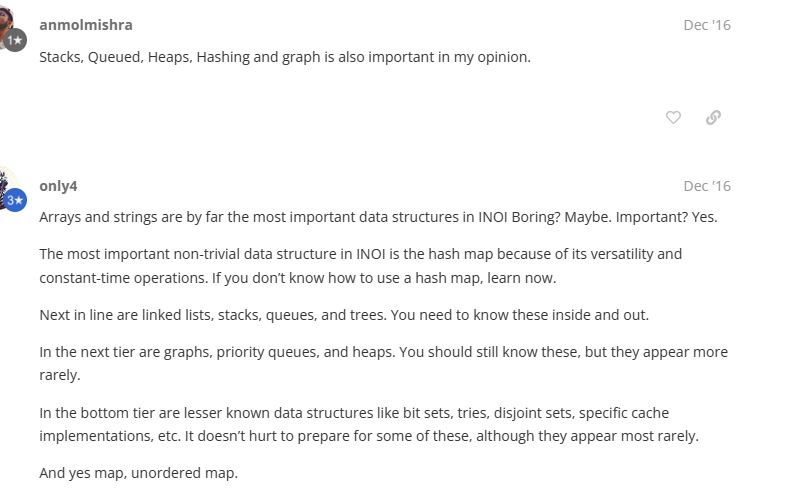 anmolmishra
Dec '16
1★
Stacks, Queued, Heaps, Hashing and graph is also important in my opinion.
only4
Dec '16
3★
Arrays and strings are by far the most important data structures in INOI Boring? Maybe. Important? Yes.
The most important non-trivial data structure in INOI is the hash map because of its versatility and
constant-time operations. If you don’t know how to use a hash map, learn now.
Next in line are linked lists, stacks, queues, and trees. You need to know these inside and out.
In the next tier are graphs, priority queues, and heaps. You should still know these, but they appear more
rarely.
In the bottom tier are lesser known data structures like bit sets, tries, disjoint sets, specific cache
implementations, etc. It doesn’t hurt to prepare for some of these, although they appear most rarely.
And yes map, unordered map.